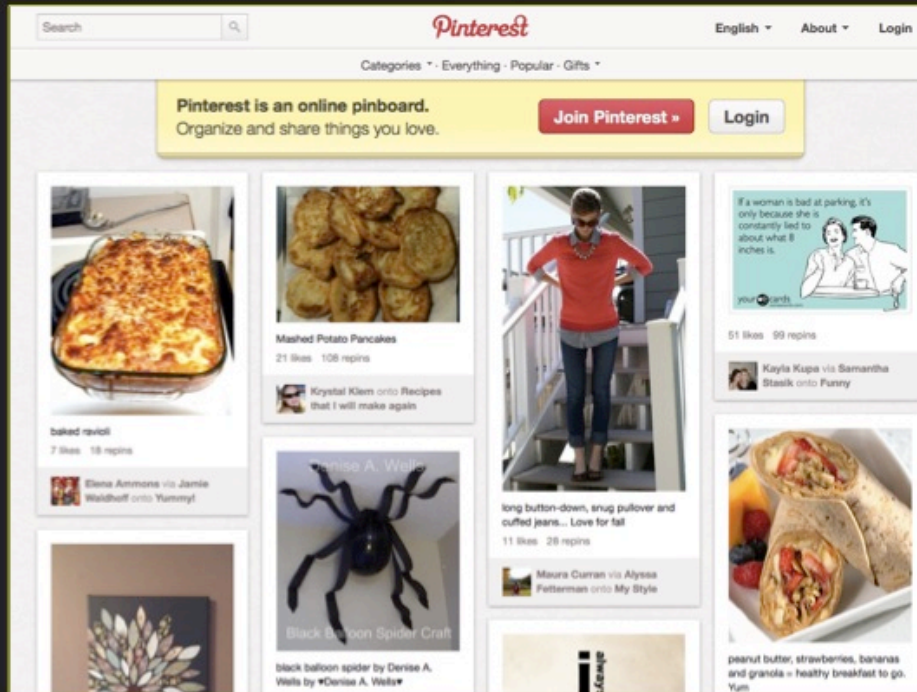 Search
Pinterest
English
About
Login
Categories · Everything · Popular · Gifts
Pinterest is an online pinboard.
Organize and share things you love.
Join Pinterest »
Login
baked ravioli
7 likes 18 repins
Elena Ammons via Jamie
Waldhoff onto Yummy!
Mashed Potato Pancakes
21 likes 108 repins
Krystal Klem onto Recipes
that I will make again
Denise A. Wells
Black Balloon Spider Craft
black balloon spider by Denise A.
Wells by ♥Denise A. Wells♥
long button-down, snug pullover and
cuffed jeans... Love for fall
11 likes 28 repins
Maura Curran via Alyssa
Fetterman onto My Style
always
If a woman is bad at parking, it's
only because she is
constantly lied to
about what 8
inches is.
your cards
51 likes 99 repins
Kayla Kupa via Samantha
Stasik onto Funny
peanut butter, strawberries, bananas
and granola = healthy breakfast to go.
Yum